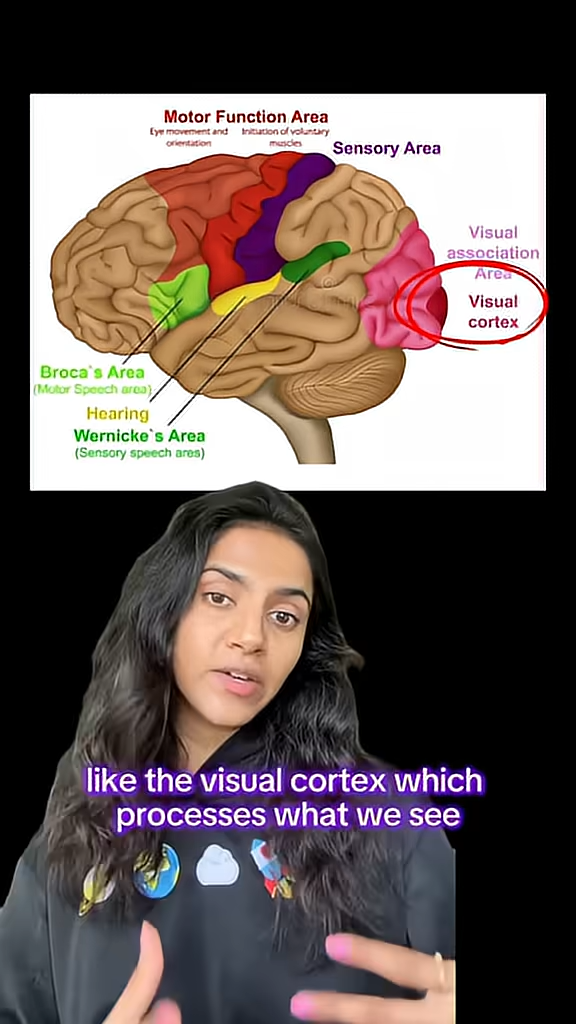 Motor Function Area
Eye movement and orientation
Initiation of voluntary muscles
Sensory Area
Visual
association
Area
Visual
cortex
Broca`s Area
(Motor Speech area)
Hearing
Wernicke`s Area
(Sensory speech ares)
like the visual cortex which
processes what we see